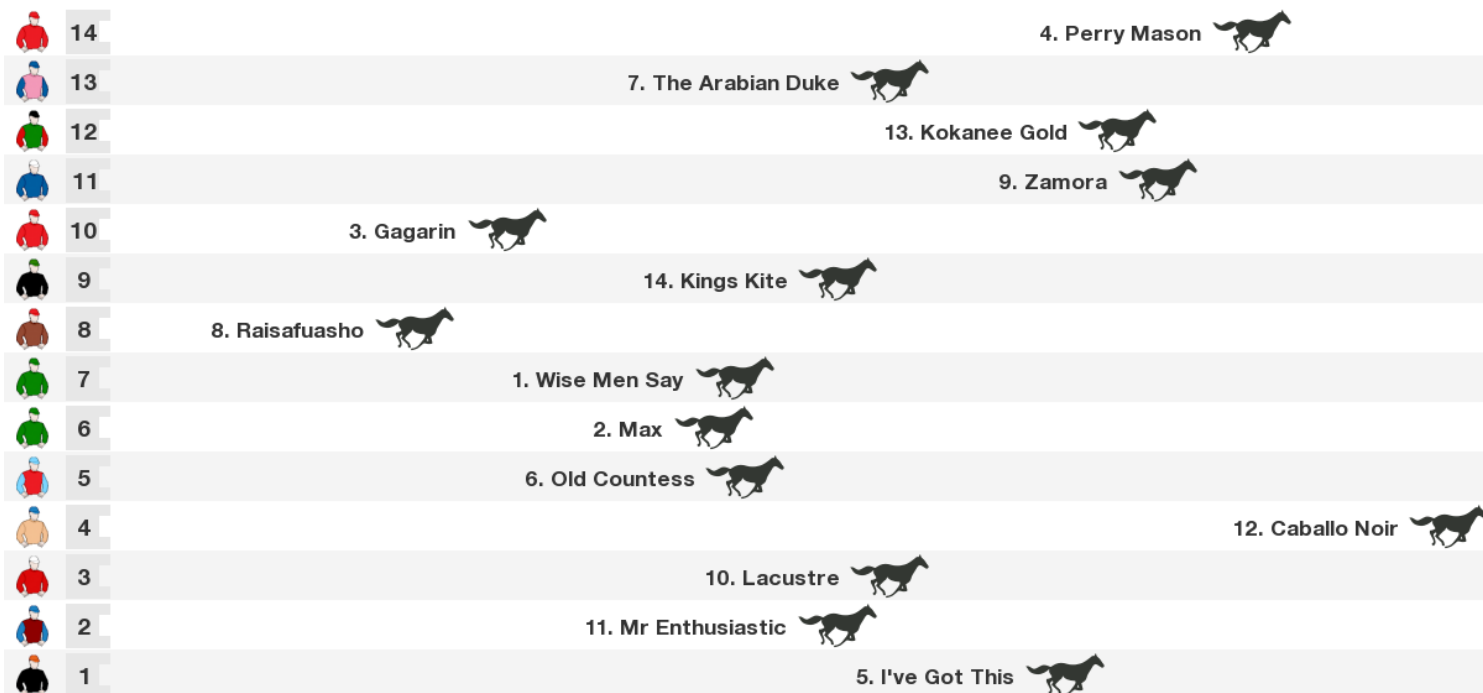 14 4. Perry Mason
13 7. The Arabian Duke
12 13. Kokanee Gold
11 9. Zamora
10 3. Gagarin
9 14. Kings Kite
8 8. Raisafuasho
7 1. Wise Men Say
6 2. Max
5 6. Old Countess
4 12. Caballo Noir
3 10. Lacustre
2 11. Mr Enthusiastic
1 5. I've Got This